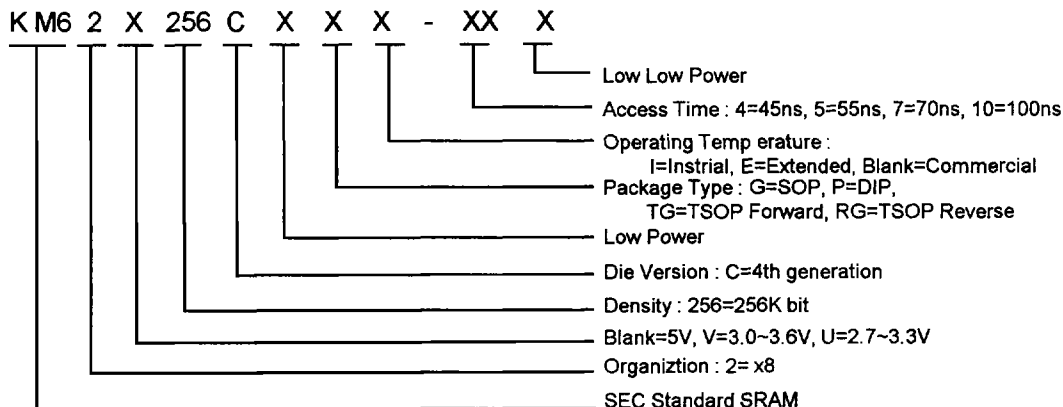 KM6 2 X 256 C X X X - XX X
Low Low Power
Access Time : 4=45ns, 5=55ns, 7=70ns, 10=100ns
Operating Temp erature :
I=Instrial, E=Extended, Blank=Commercial
Package Type : G=SOP, P=DIP,
TG=TSOP Forward, RG=TSOP Reverse
Low Power
Die Version : C=4th generation
Density : 256=256K bit
Blank=5V, V=3.0~3.6V, U=2.7~3.3V
Organiztion : 2= x8
SEC Standard SRAM